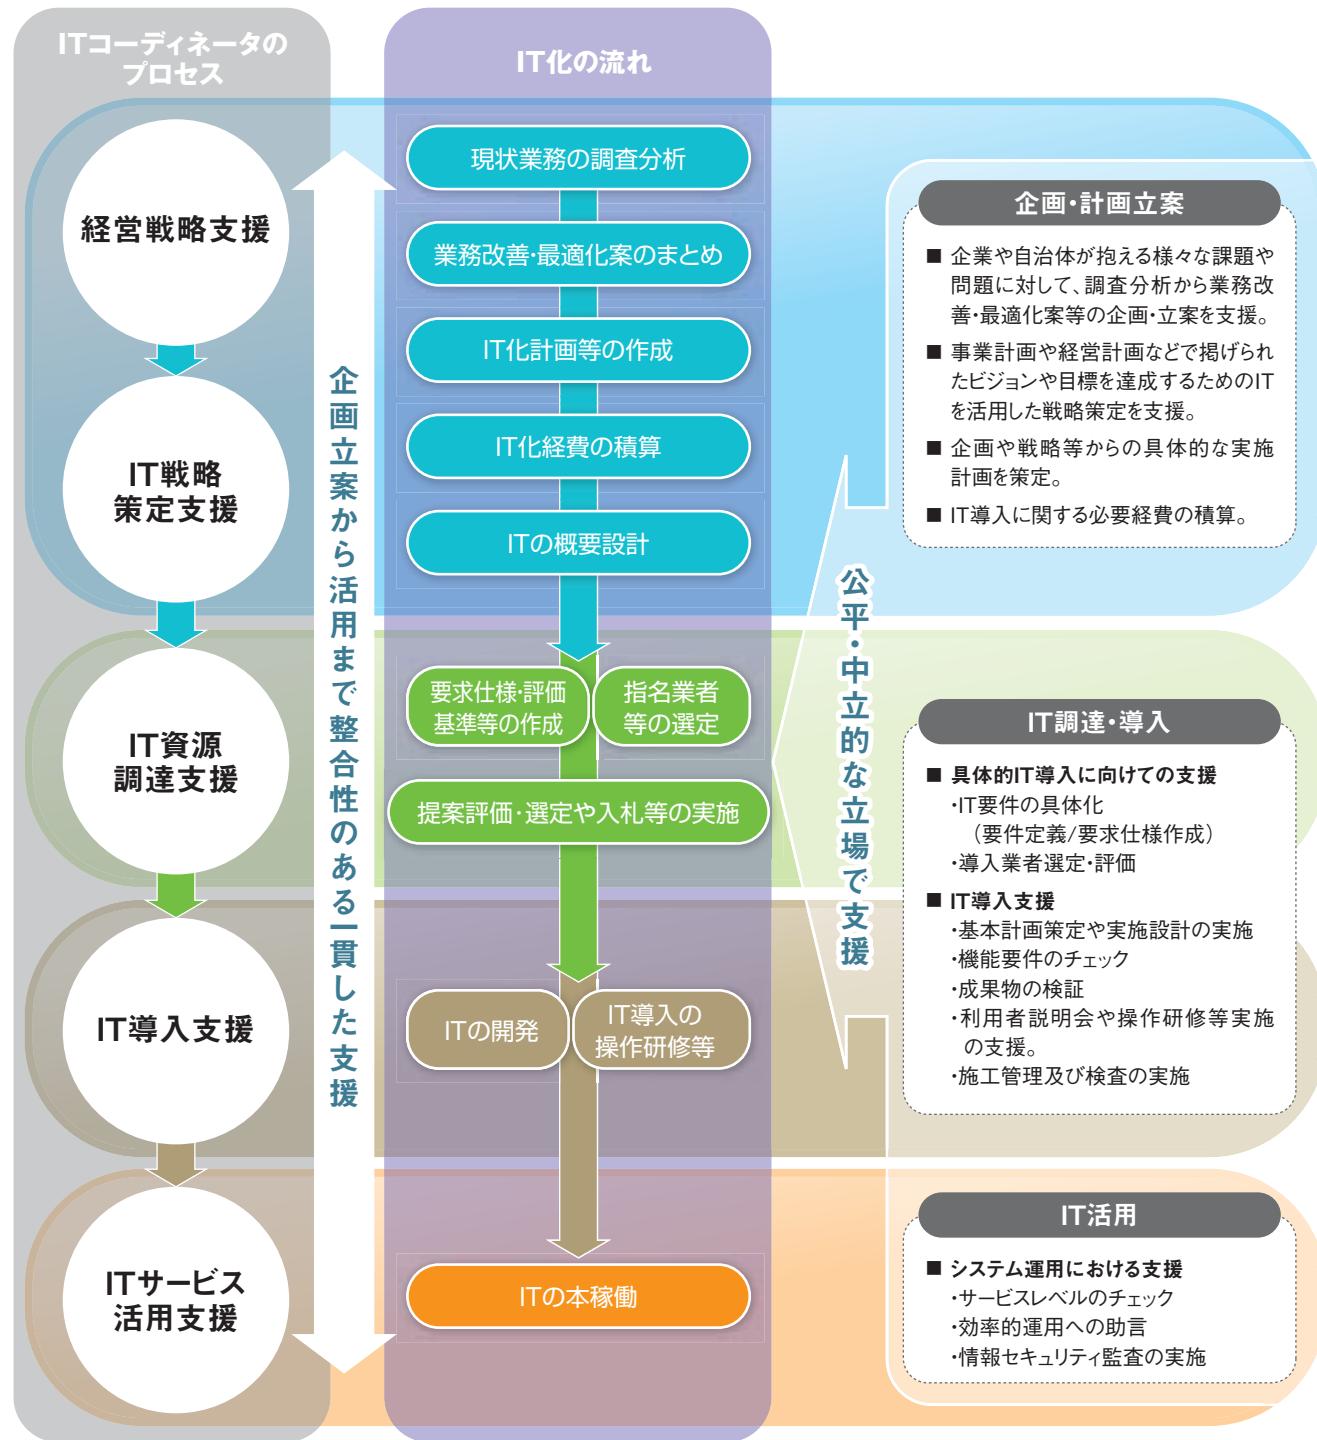 ITコーディネータの
プロセス
IT化の流れ
経営戦略支援
IT戦略
策定支援
IT資源
調達支援
IT導入支援
ITサービス
活用支援
企画立案から活用まで整合性のある一貫した支援
現状業務の調査分析
業務改善・最適化案のまとめ
IT化計画等の作成
IT化経費の積算
ITの概要設計
要求仕様・評価
基準等の作成
指名業者
等の選定
提案評価・選定や入札等の実施
ITの開発
IT導入の
操作研修等
ITの本稼働
公平・中立的な立場で支援
企画・計画立案
■ 企業や自治体が抱える様々な課題や
問題に対して、調査分析から業務改
善・最適化案等の企画・立案を支援。
■ 事業計画や経営計画などで掲げられ
たビジョンや目標を達成するためのIT
を活用した戦略策定を支援。
■ 企画や戦略等からの具体的な実施
計画を策定。
■ IT導入に関する必要経費の積算。
IT調達・導入
■ 具体的IT導入に向けての支援
・IT要件の具体化
（要件定義/要求仕様作成）
・導入業者選定・評価
■ IT導入支援
・基本計画策定や実施設計の実施
・機能要件のチェック
・成果物の検証
・利用者説明会や操作研修等実施
の支援。
・施工管理及び検査の実施
IT活用
■ システム運用における支援
・サービスレベルのチェック
・効率的運用への助言
・情報セキュリティ監査の実施